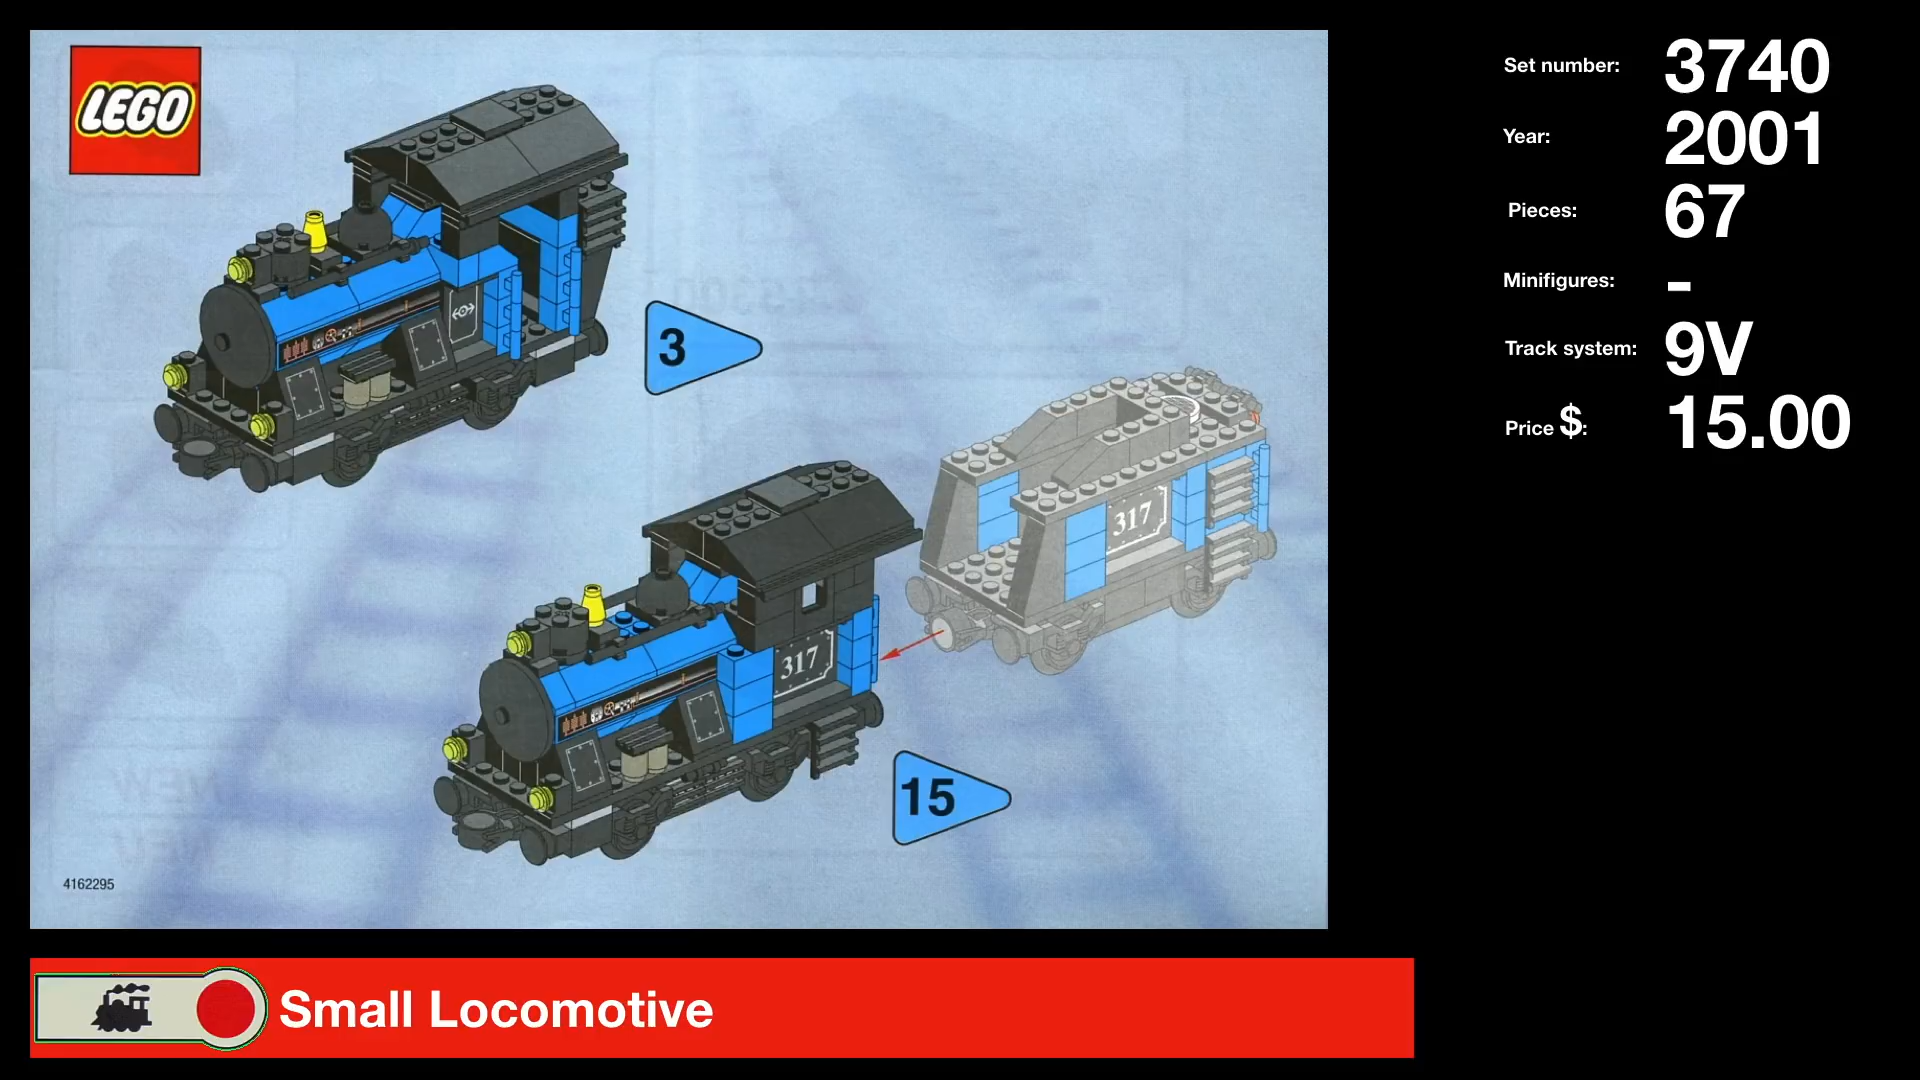 LEGO
3
317
317
15
4162295
Set number: 3740
Year: 2001
Pieces: 67
Minifigures: -
Track system: 9V
Price $: 15.00
Small Locomotive